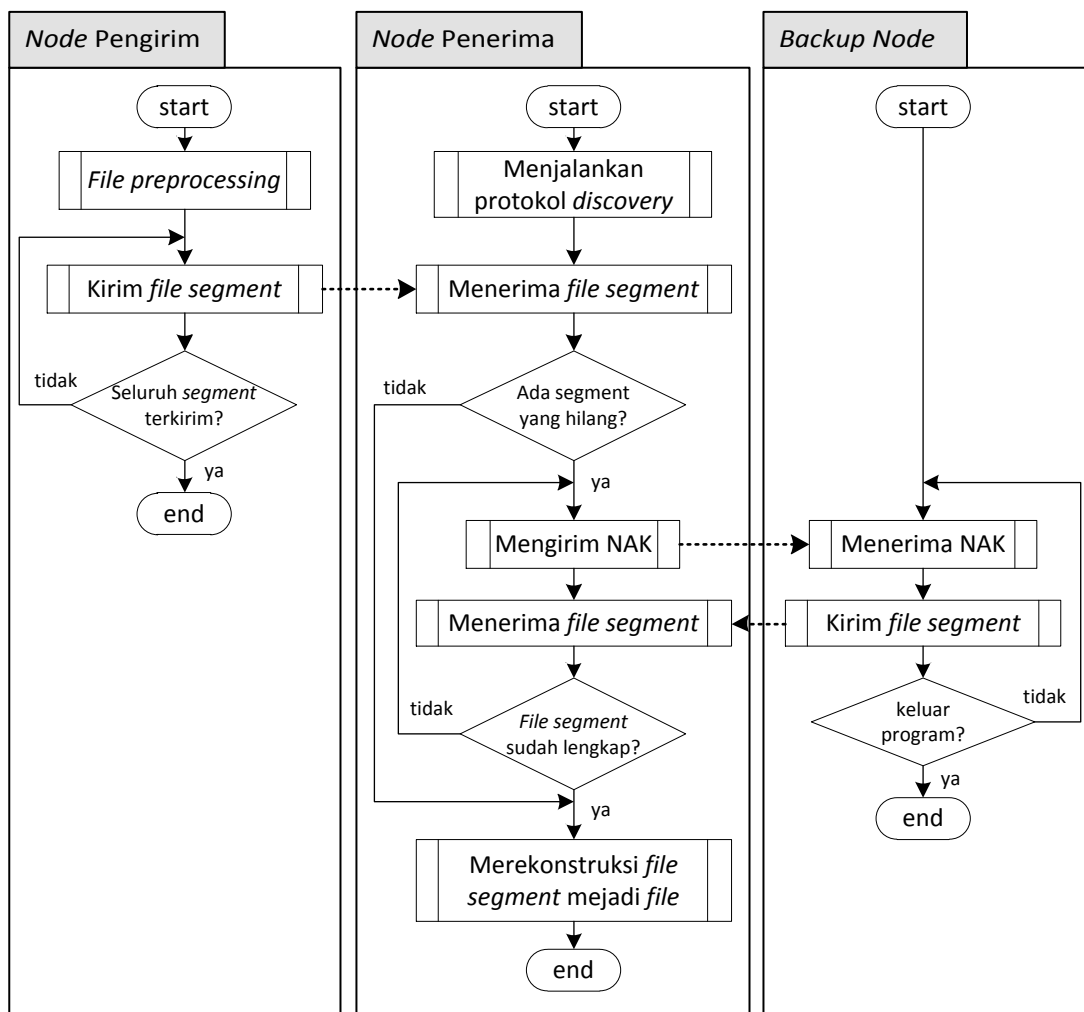 Node Pengirim
start
File preprocessing
Kirim file segment
tidak
Seluruh segment
terkirim?
ya
end
Node Penerima
start
Menjalankan
protokol discovery
Menerima file segment
tidak
Ada segment
yang hilang?
ya
Mengirim NAK
Menerima file segment
tidak
File segment
sudah lengkap?
ya
Merekonstruksi file
segment mejadi file
end
Backup Node
start
Menerima NAK
Kirim file segment
tidak
keluar
program?
ya
end